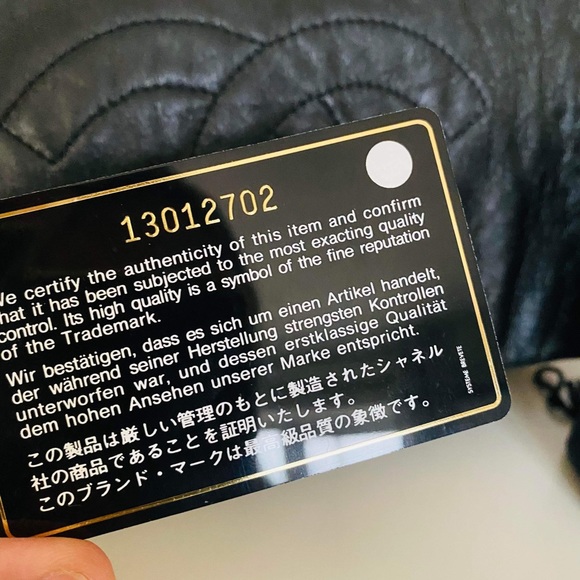 13012702
We certify the authenticity of this item and confirm
that it has been subjected to the most exacting quality
control. Its high quality is a symbol of the fine reputation
of the Trademark.
Wir bestätigen, dass es sich um einen Artikel handelt,
der während seiner Herstellung strengsten Kontrollen
unterworfen war, und dessen erstklassige Qualität
dem hohen Ansehen unserer Marke entspricht.
この製品は厳しい管理のもとに製造されたシャネル
社の商品であることを証明いたします。
このブランド・マークは最高級品質の象徴です。